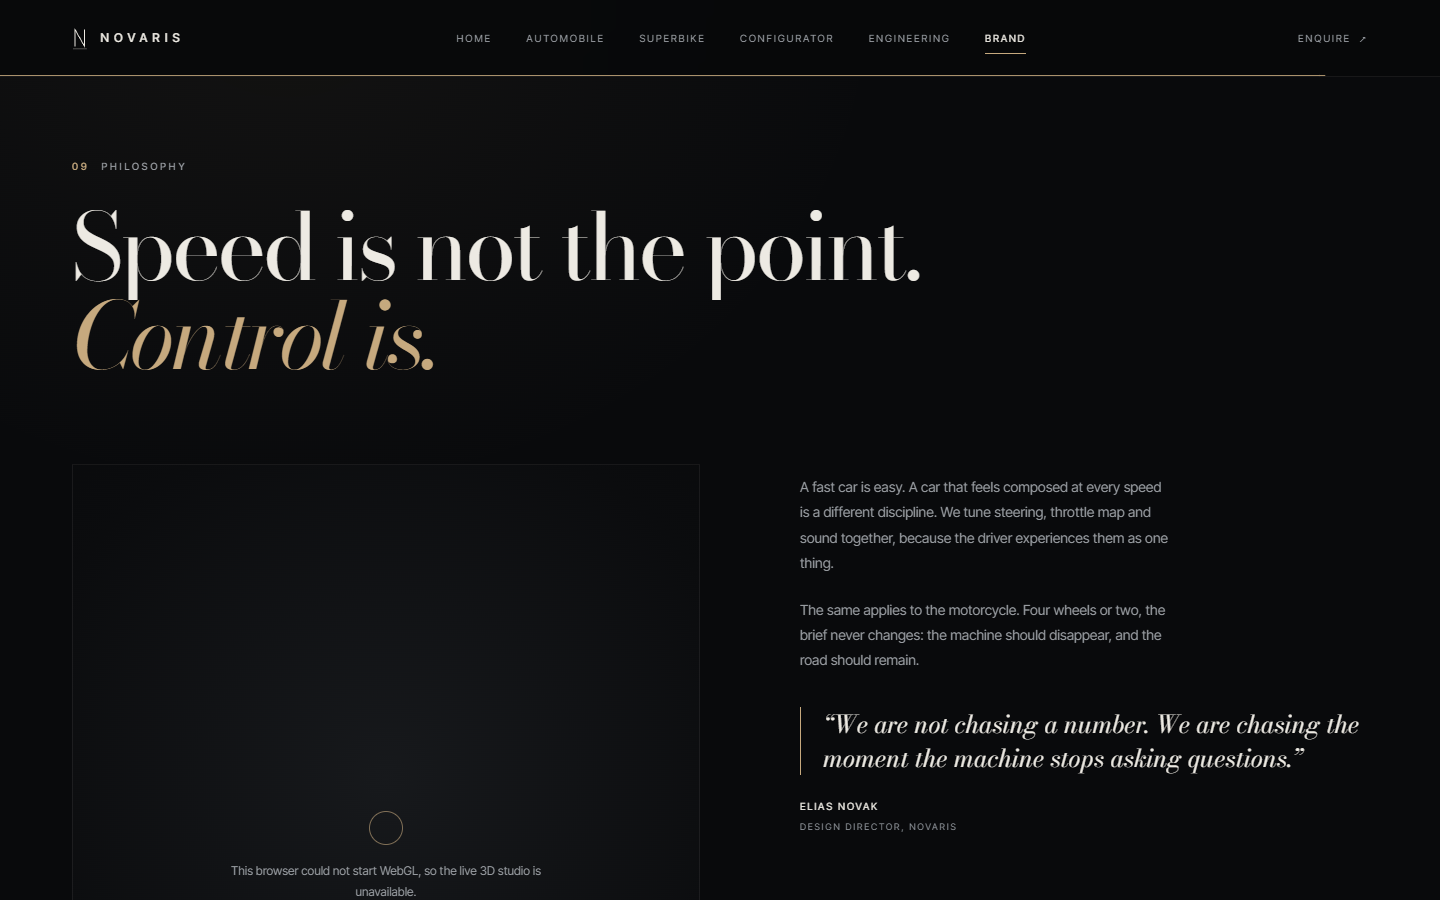 N NOVARIS
HOME AUTOMOBILE SUPERBIKE CONFIGURATOR ENGINEERING BRAND
ENQUIRE ↗
09 PHILOSOPHY
Speed is not the point.
Control is.
A fast car is easy. A car that feels composed at every speed
is a different discipline. We tune steering, throttle map and
sound together, because the driver experiences them as one
thing.
The same applies to the motorcycle. Four wheels or two, the
brief never changes: the machine should disappear, and the
road should remain.
“We are not chasing a number. We are chasing the
moment the machine stops asking questions.”
ELIAS NOVAK
DESIGN DIRECTOR, NOVARIS
This browser could not start WebGL, so the live 3D studio is
unavailable.